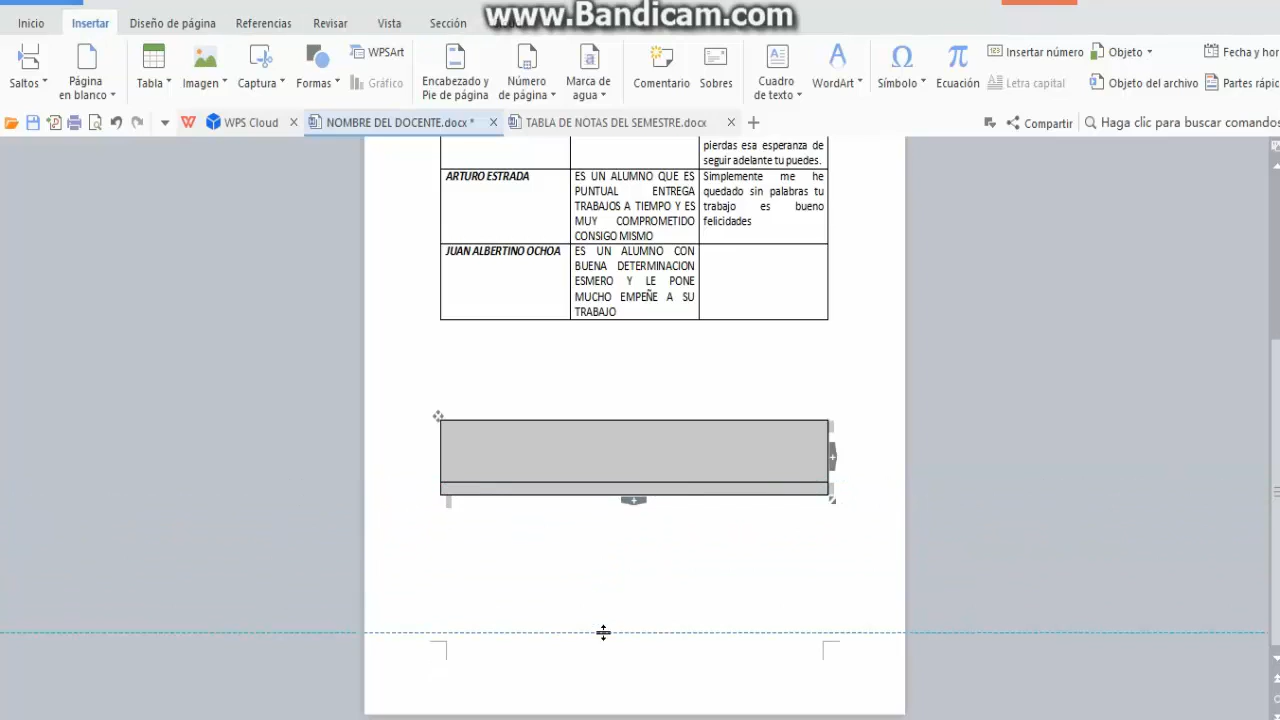 www.Bandicam.com
Inicio Insertar Diseño de página Referencias Revisar Vista Sección
Saltos
Página en blanco
Tabla
Imagen
Captura
Formas
WPSArt
Gráfico
Encabezado y Pie de página
Número de página
Marca de agua
Comentario
Sobres
Cuadro de texto
WordArt
Símbolo
Ecuación
Insertar número
Letra capital
Objeto
Objeto del archivo
Fecha y hor
Partes rápic
WPS Cloud
NOMBRE DEL DOCENTE.docx *
TABLA DE NOTAS DEL SEMESTRE.docx
Compartir
Haga clic para buscar comandos
pierdas esa esperanza de
seguir adelante tu puedes.
ARTURO ESTRADA
ES UN ALUMNO QUE ES
PUNTUAL ENTREGA
TRABAJOS A TIEMPO Y ES
MUY COMPROMETIDO
CONSIGO MISMO
Simplemente me he
quedado sin palabras tu
trabajo es bueno
felicidades
JUAN ALBERTINO OCHOA
ES UN ALUMNO CON
BUENA DETERMINACION
ESMERO Y LE PONE
MUCHO EMPEÑE A SU
TRABAJO